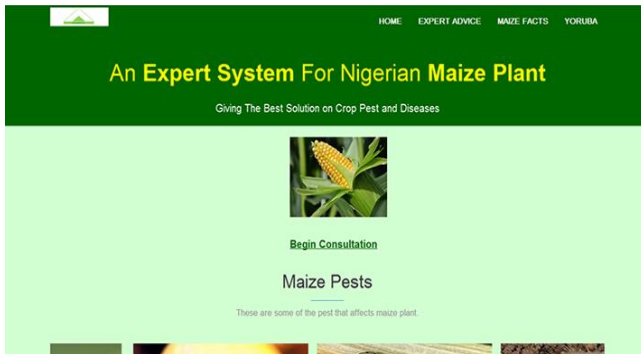 HOME EXPERT ADVICE MAIZE FACTS YORUBA
An Expert System For Nigerian Maize Plant
Giving The Best Solution on Crop Pest and Diseases
Begin Consultation
Maize Pests
These are some of the pest that affects maize plant.